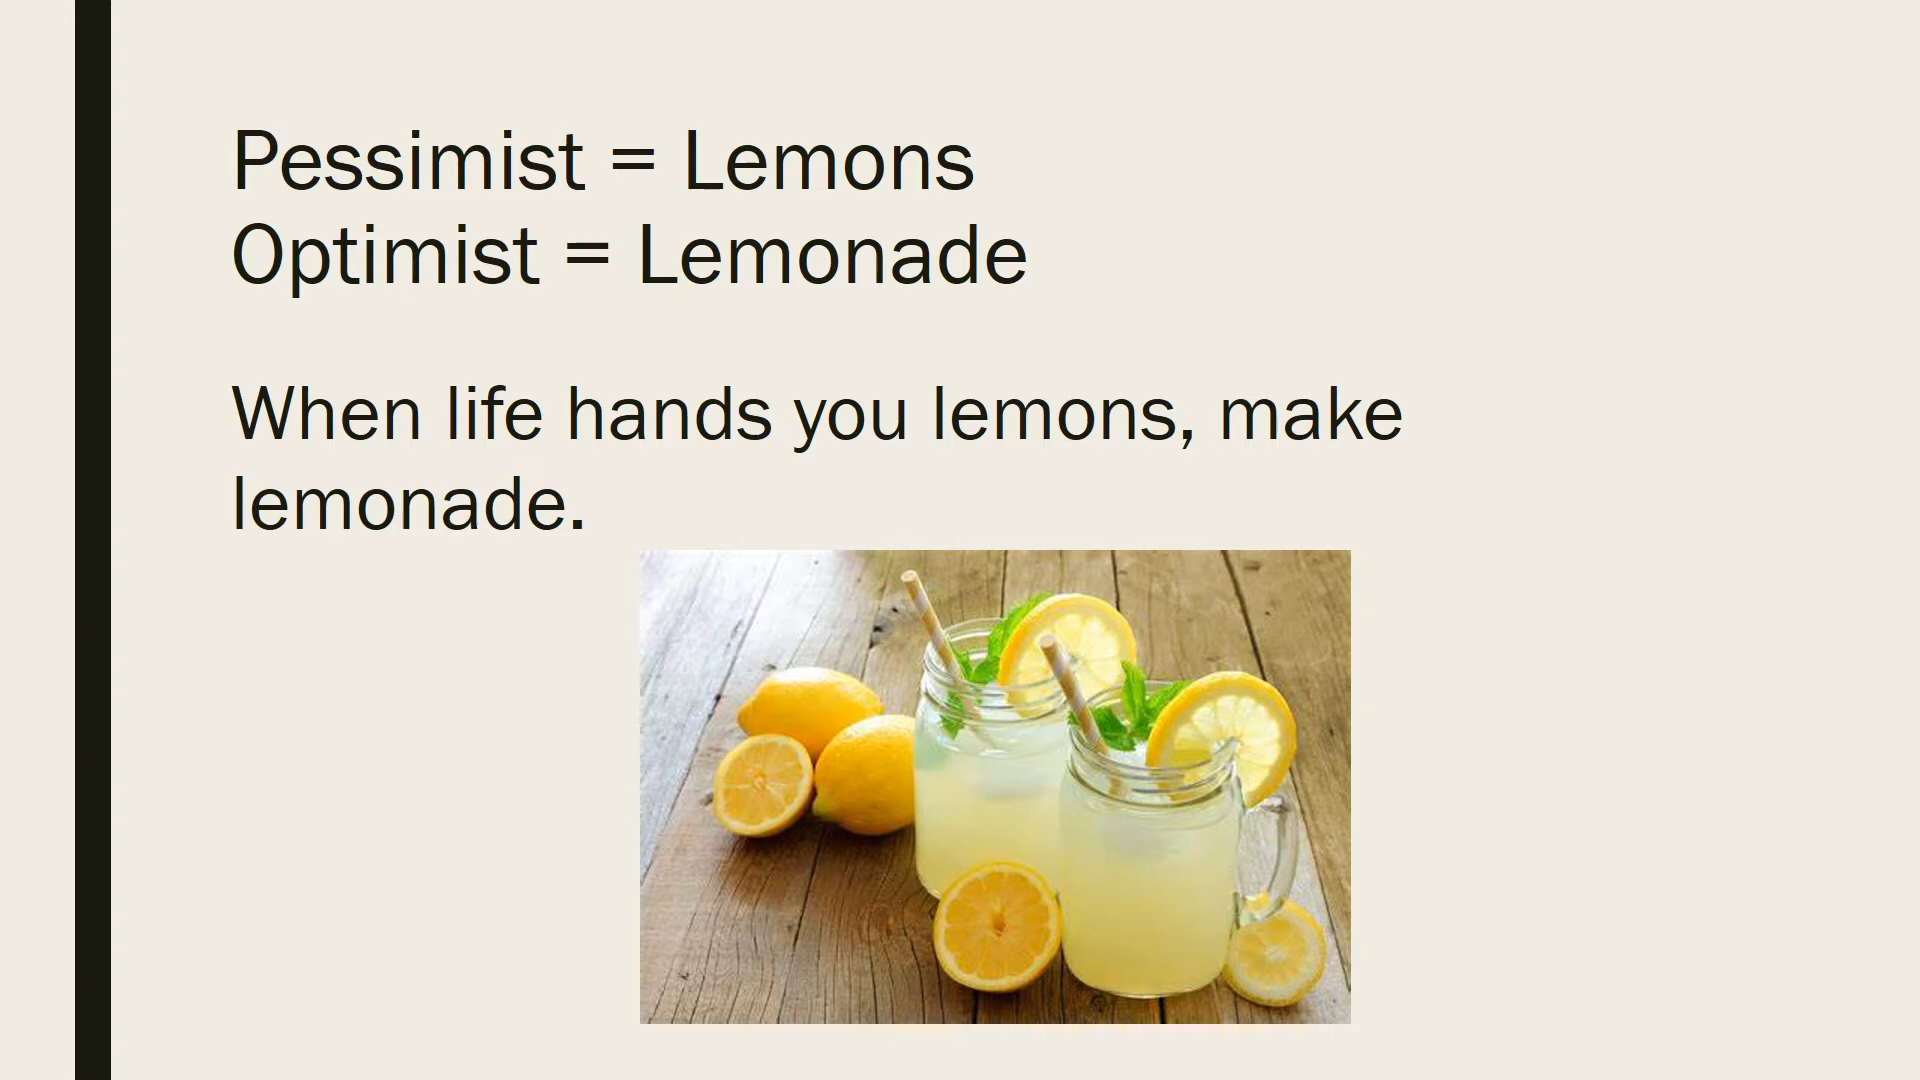 Pessimist = Lemons
Optimist = Lemonade
When life hands you lemons, make
lemonade.